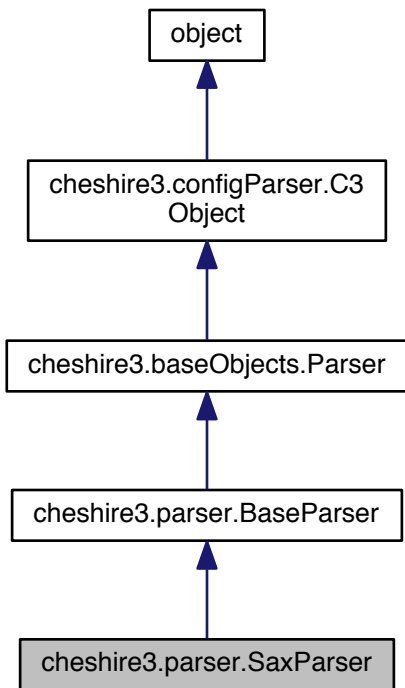 object
cheshire3.configParser.C3
Object
cheshire3.baseObjects.Parser
cheshire3.parser.BaseParser
cheshire3.parser.SaxParser